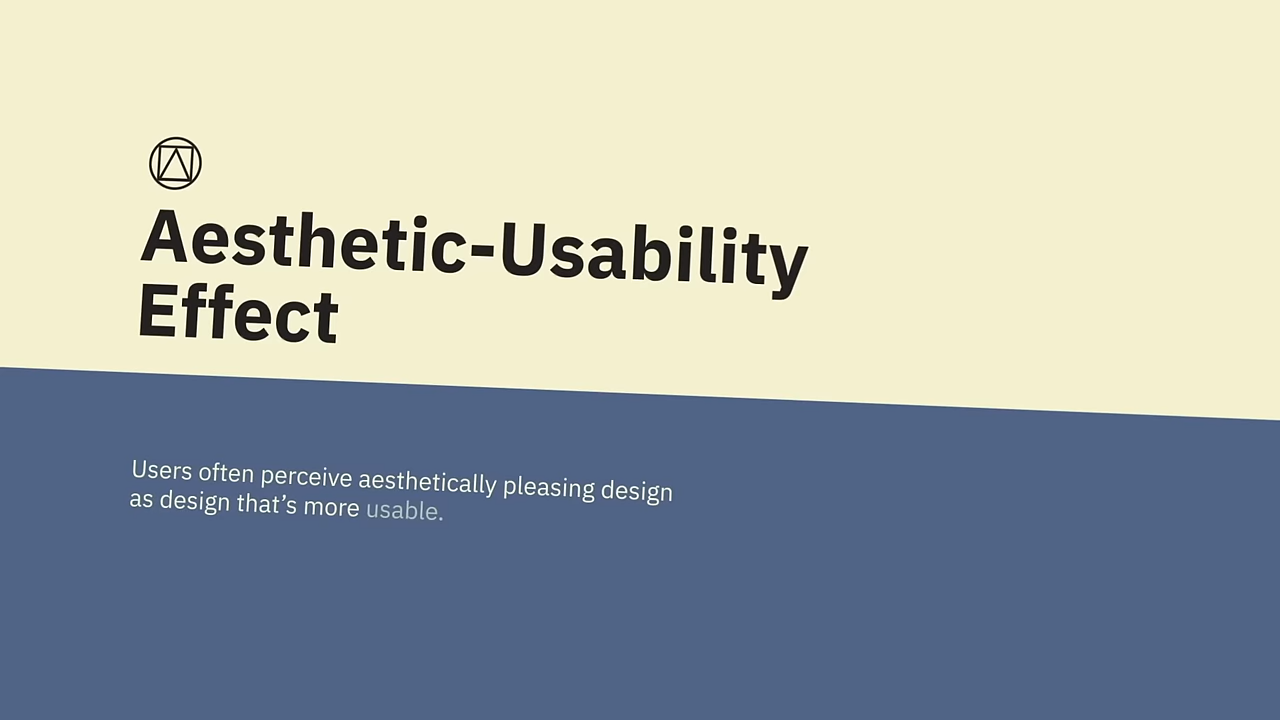 Aesthetic-Usability
Effect
Users often perceive aesthetically pleasing design
as design that’s more usable.